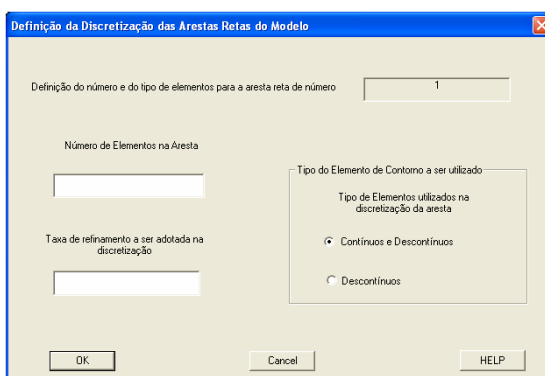 Definição da Discretização das Arestas Retas do Modelo
Definição do número e do tipo de elementos para a aresta reta de número
1
Número de Elementos na Aresta
Taxa de refinamento a ser adotada na
discretização
Tipo do Elemento de Contorno a ser utilizado
Tipo de Elementos utilizados na
discretização da aresta
Contínuos e Descontínuos
Descontínuos
OK
Cancel
HELP